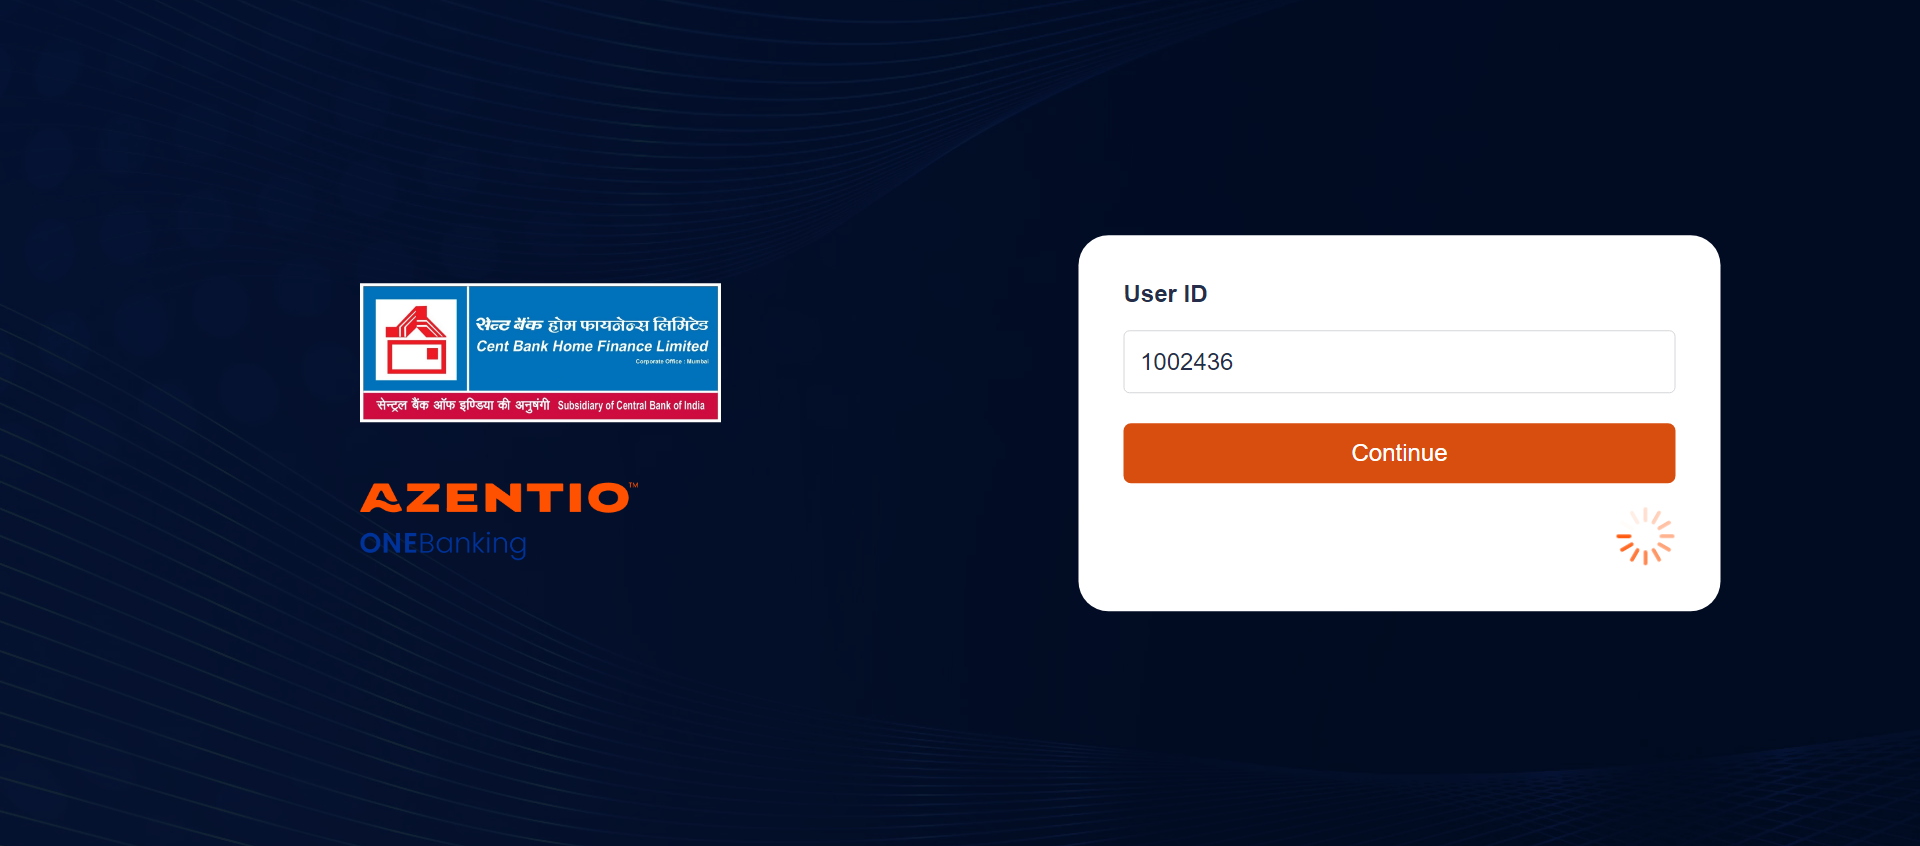 सेन्ट बैंक होम फायनेन्स लिमिटेड
Cent Bank Home Finance Limited
Corporate Office : Mumbai
सेन्ट्रल बैंक ऑफ इण्डिया की अनुषंगी Subsidiary of Central Bank of India
AZENTIO™
ONEBanking
User ID
1002436
Continue